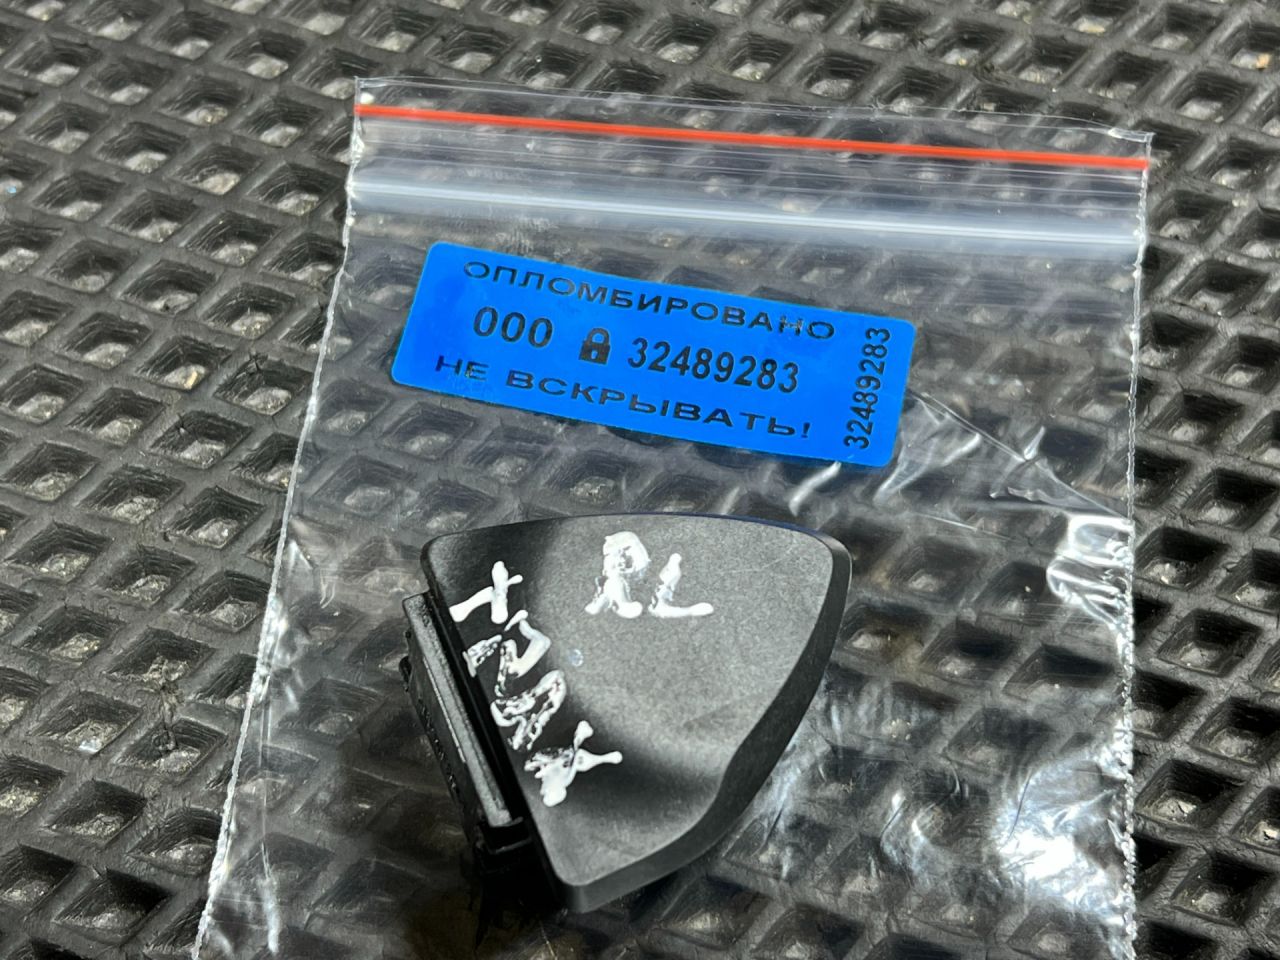 ОПЛОМБИРОВАНО
000 32489283
НЕ ВСКРЫВАТЬ!
32489283
RL